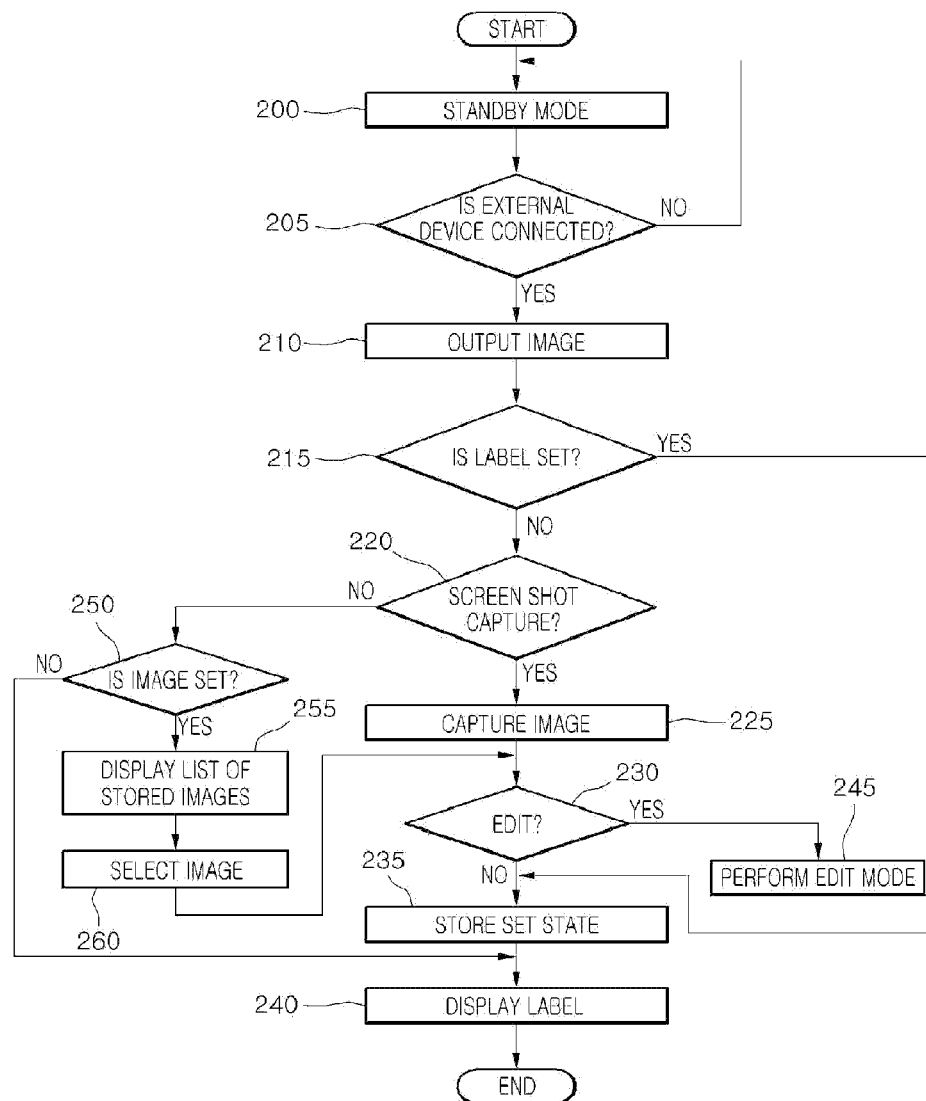 START
200
STANDBY MODE
205
IS EXTERNAL
DEVICE CONNECTED?
NO
YES
210
OUTPUT IMAGE
215
IS LABEL SET?
YES
NO
220
SCREEN SHOT
CAPTURE?
NO
YES
250
IS IMAGE SET?
NO
YES
255
DISPLAY LIST OF
STORED IMAGES
SELECT IMAGE
260
CAPTURE IMAGE
225
230
EDIT?
YES
NO
245
PERFORM EDIT MODE
235
STORE SET STATE
240
DISPLAY LABEL
END